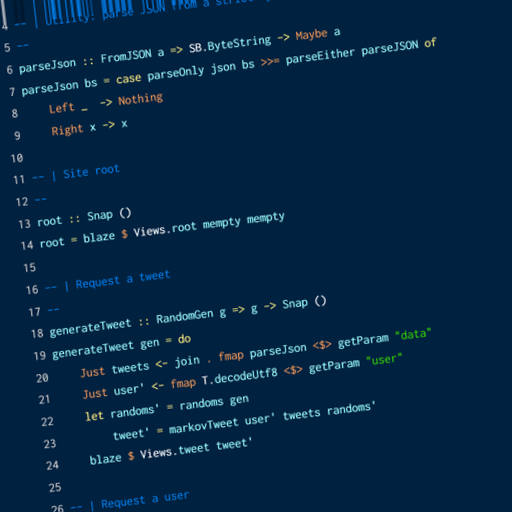 4 -- | Utility: parse JSON from a strict
5 --
6 parseJson :: FromJSON a => SB.ByteString -> Maybe a
7 parseJson bs = case parseOnly json bs >>= parseEither parseJSON of
8 Left _ -> Nothing
9 Right x -> x
10
11 -- | Site root
12 --
13 root :: Snap ()
14 root = blaze $ Views.root mempty mempty
15
16 -- | Request a tweet
17 --
18 generateTweet :: RandomGen g => g -> Snap ()
19 generateTweet gen = do
20 Just tweets <- join . fmap parseJson <$> getParam "data"
21 Just user' <- fmap T.decodeUtf8 <$> getParam "user"
22 let randoms' = randoms gen
23 tweet' = markovTweet user' tweets randoms'
24 blaze $ Views.tweet tweet'
25
26 -- | Request a user